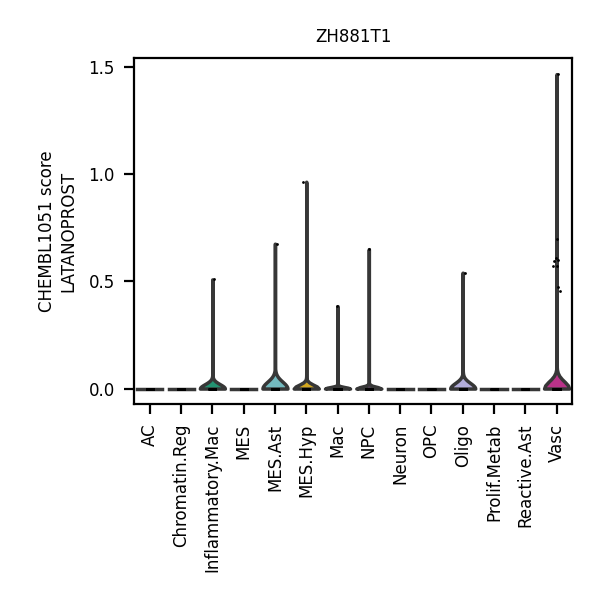 ZH881T1
CHEMBL1051 score
LATANOPROST
1.5
1.0
0.5
0.0
AC
Chromatin.Reg
Inflammatory.Mac
MES
MES.Ast
MES.Hyp
Mac
NPC
Neuron
OPC
Oligo
Prolif.Metab
Reactive.Ast
Vasc